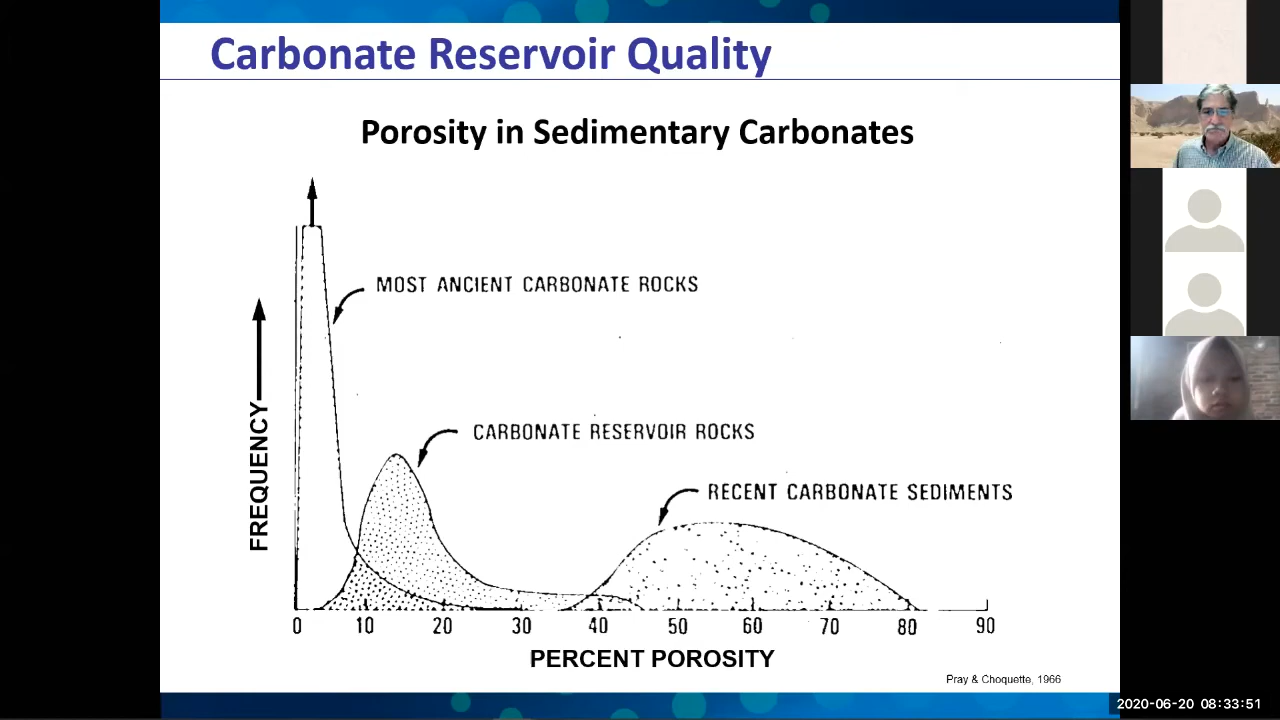 Carbonate Reservoir Quality
Porosity in Sedimentary Carbonates
MOST ANCIENT CARBONATE ROCKS
CARBONATE RESERVOIR ROCKS
RECENT CARBONATE SEDIMENTS
FREQUENCY
0 10 20 30 40 50 60 70 80 90
PERCENT POROSITY
Pray & Choquette, 1966
2020-06-20 08:33:51